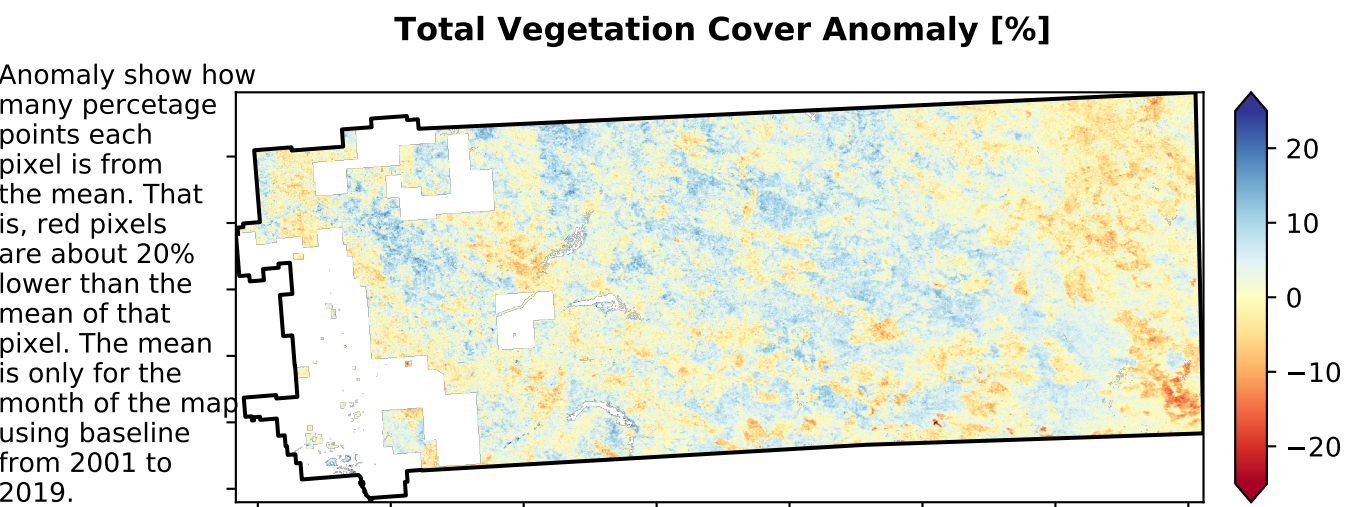 Total Vegetation Cover Anomaly [%]
Anomaly show how
many percetage
points each
pixel is from
the mean. That
is, red pixels
are about 20%
lower than the
mean of that
pixel. The mean
is only for the
month of the map
using baseline
from 2001 to
2019.
20
10
0
−10
−20